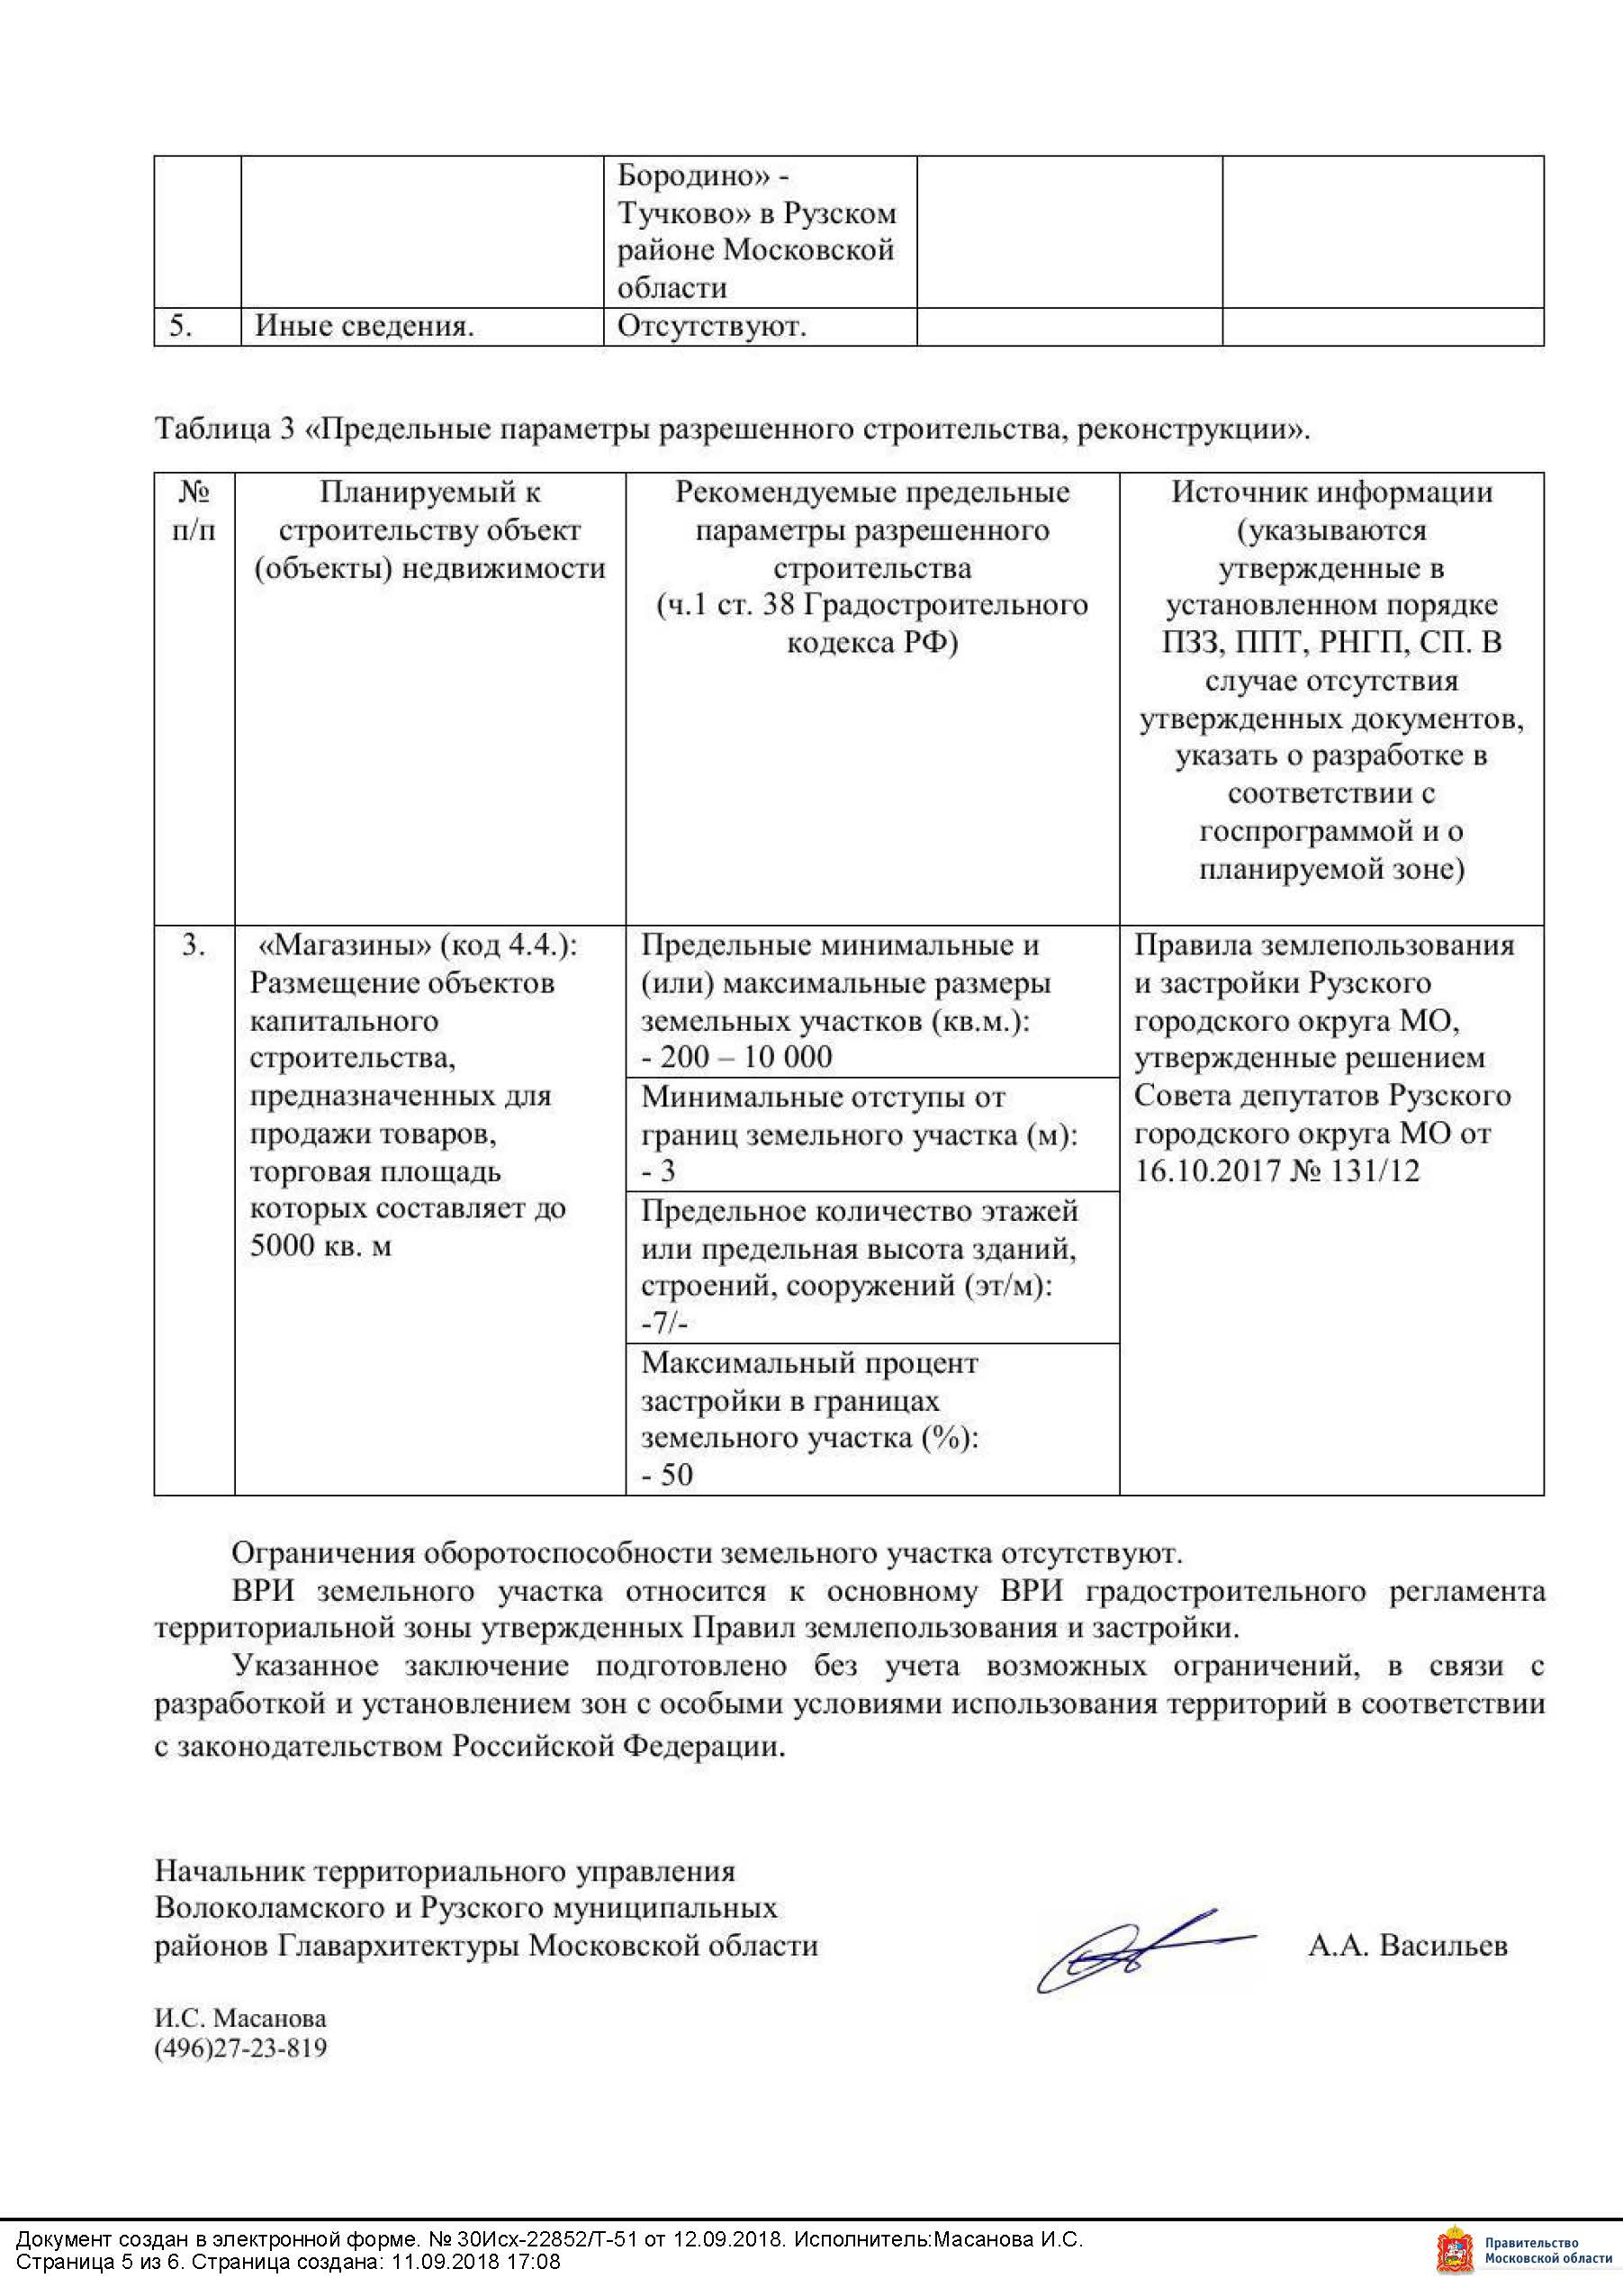 Бородино» -
Тучково» в Рузском
районе Московской
области
5.
Иные сведения.
Отсутствуют.
Таблица 3 «Предельные параметры разрешенного строительства, реконструкции».
№
п/п
Планируемый к
строительству объект
(объекты) недвижимости
Рекомендуемые предельные
параметры разрешенного
строительства
(ч.1 ст. 38 Градостроительного
кодекса РФ)
Источник информации
(указываются
утвержденные в
установленном порядке
ПЗЗ, ППТ, РНГП, СП. В
случае отсутствия
утвержденных документов,
указать о разработке в
соответствии с
госпрограммой и о
планируемой зоне)
3.
«Магазины» (код 4.4.):
Размещение объектов
капитального
строительства,
предназначенных для
продажи товаров,
торговая площадь
которых составляет до
5000 кв. м
Предельные минимальные и
(или) максимальные размеры
земельных участков (кв.м.):
- 200 – 10 000
Минимальные отступы от
границ земельного участка (м):
- 3
Предельное количество этажей
или предельная высота зданий,
строений, сооружений (эт/м):
-7/-
Максимальный процент
застройки в границах
земельного участка (%):
- 50
Правила землепользования
и застройки Рузского
городского округа МО,
утвержденные решением
Совета депутатов Рузского
городского округа МО от
16.10.2017 № 131/12
Ограничения оборотоспособности земельного участка отсутствуют.
ВРИ земельного участка относится к основному ВРИ градостроительного регламента
территориальной зоны утвержденных Правил землепользования и застройки.
Указанное заключение подготовлено без учета возможных ограничений, в связи с
разработкой и установлением зон с особыми условиями использования территорий в соответствии
с законодательством Российской Федерации.
Начальник территориального управления
Волоколамского и Рузского муниципальных
районов Главархитектуры Московской области
А.А. Васильев
И.С. Масанова
(496)27-23-819
Документ создан в электронной форме. № 30Исх-22852/Т-51 от 12.09.2018. Исполнитель:Масанова И.С.
Страница 5 из 6. Страница создана: 11.09.2018 17:08
Правительство
Московской области